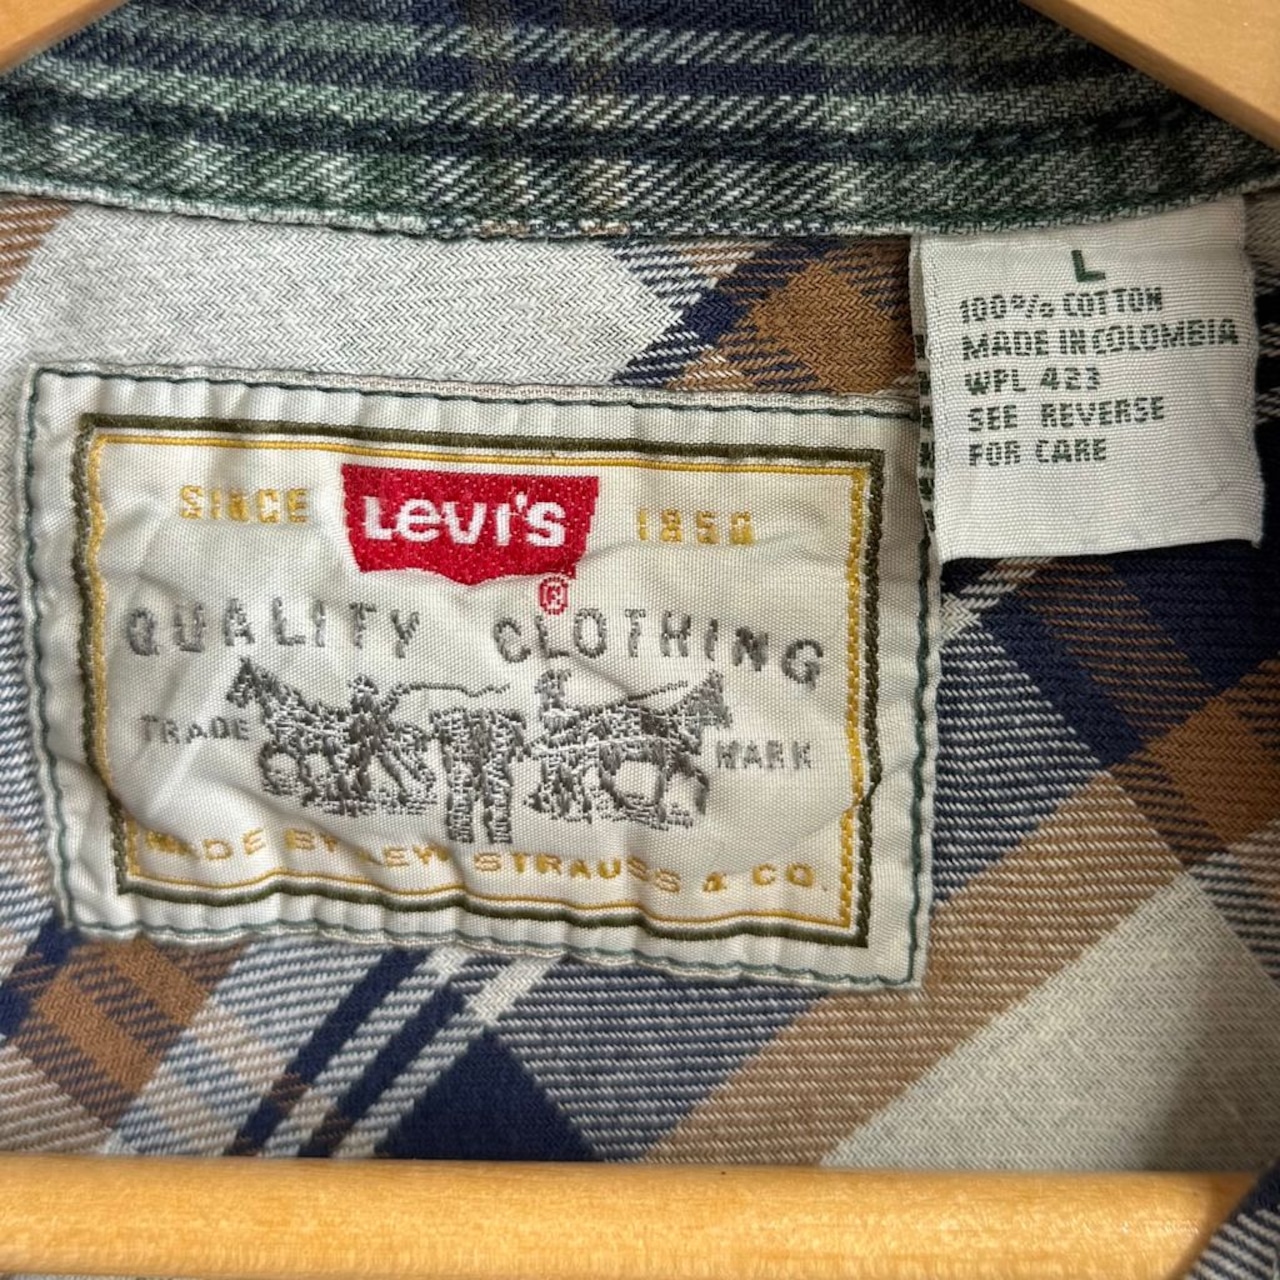 SINCE LEVI'S 1850
®
QUALITY CLOTHING
TRADE MARK
MADE BY LEVI STRAUSS & CO.
L
100% COTTON
MADE IN COLOMBIA
WPL 423
SEE REVERSE
FOR CARE